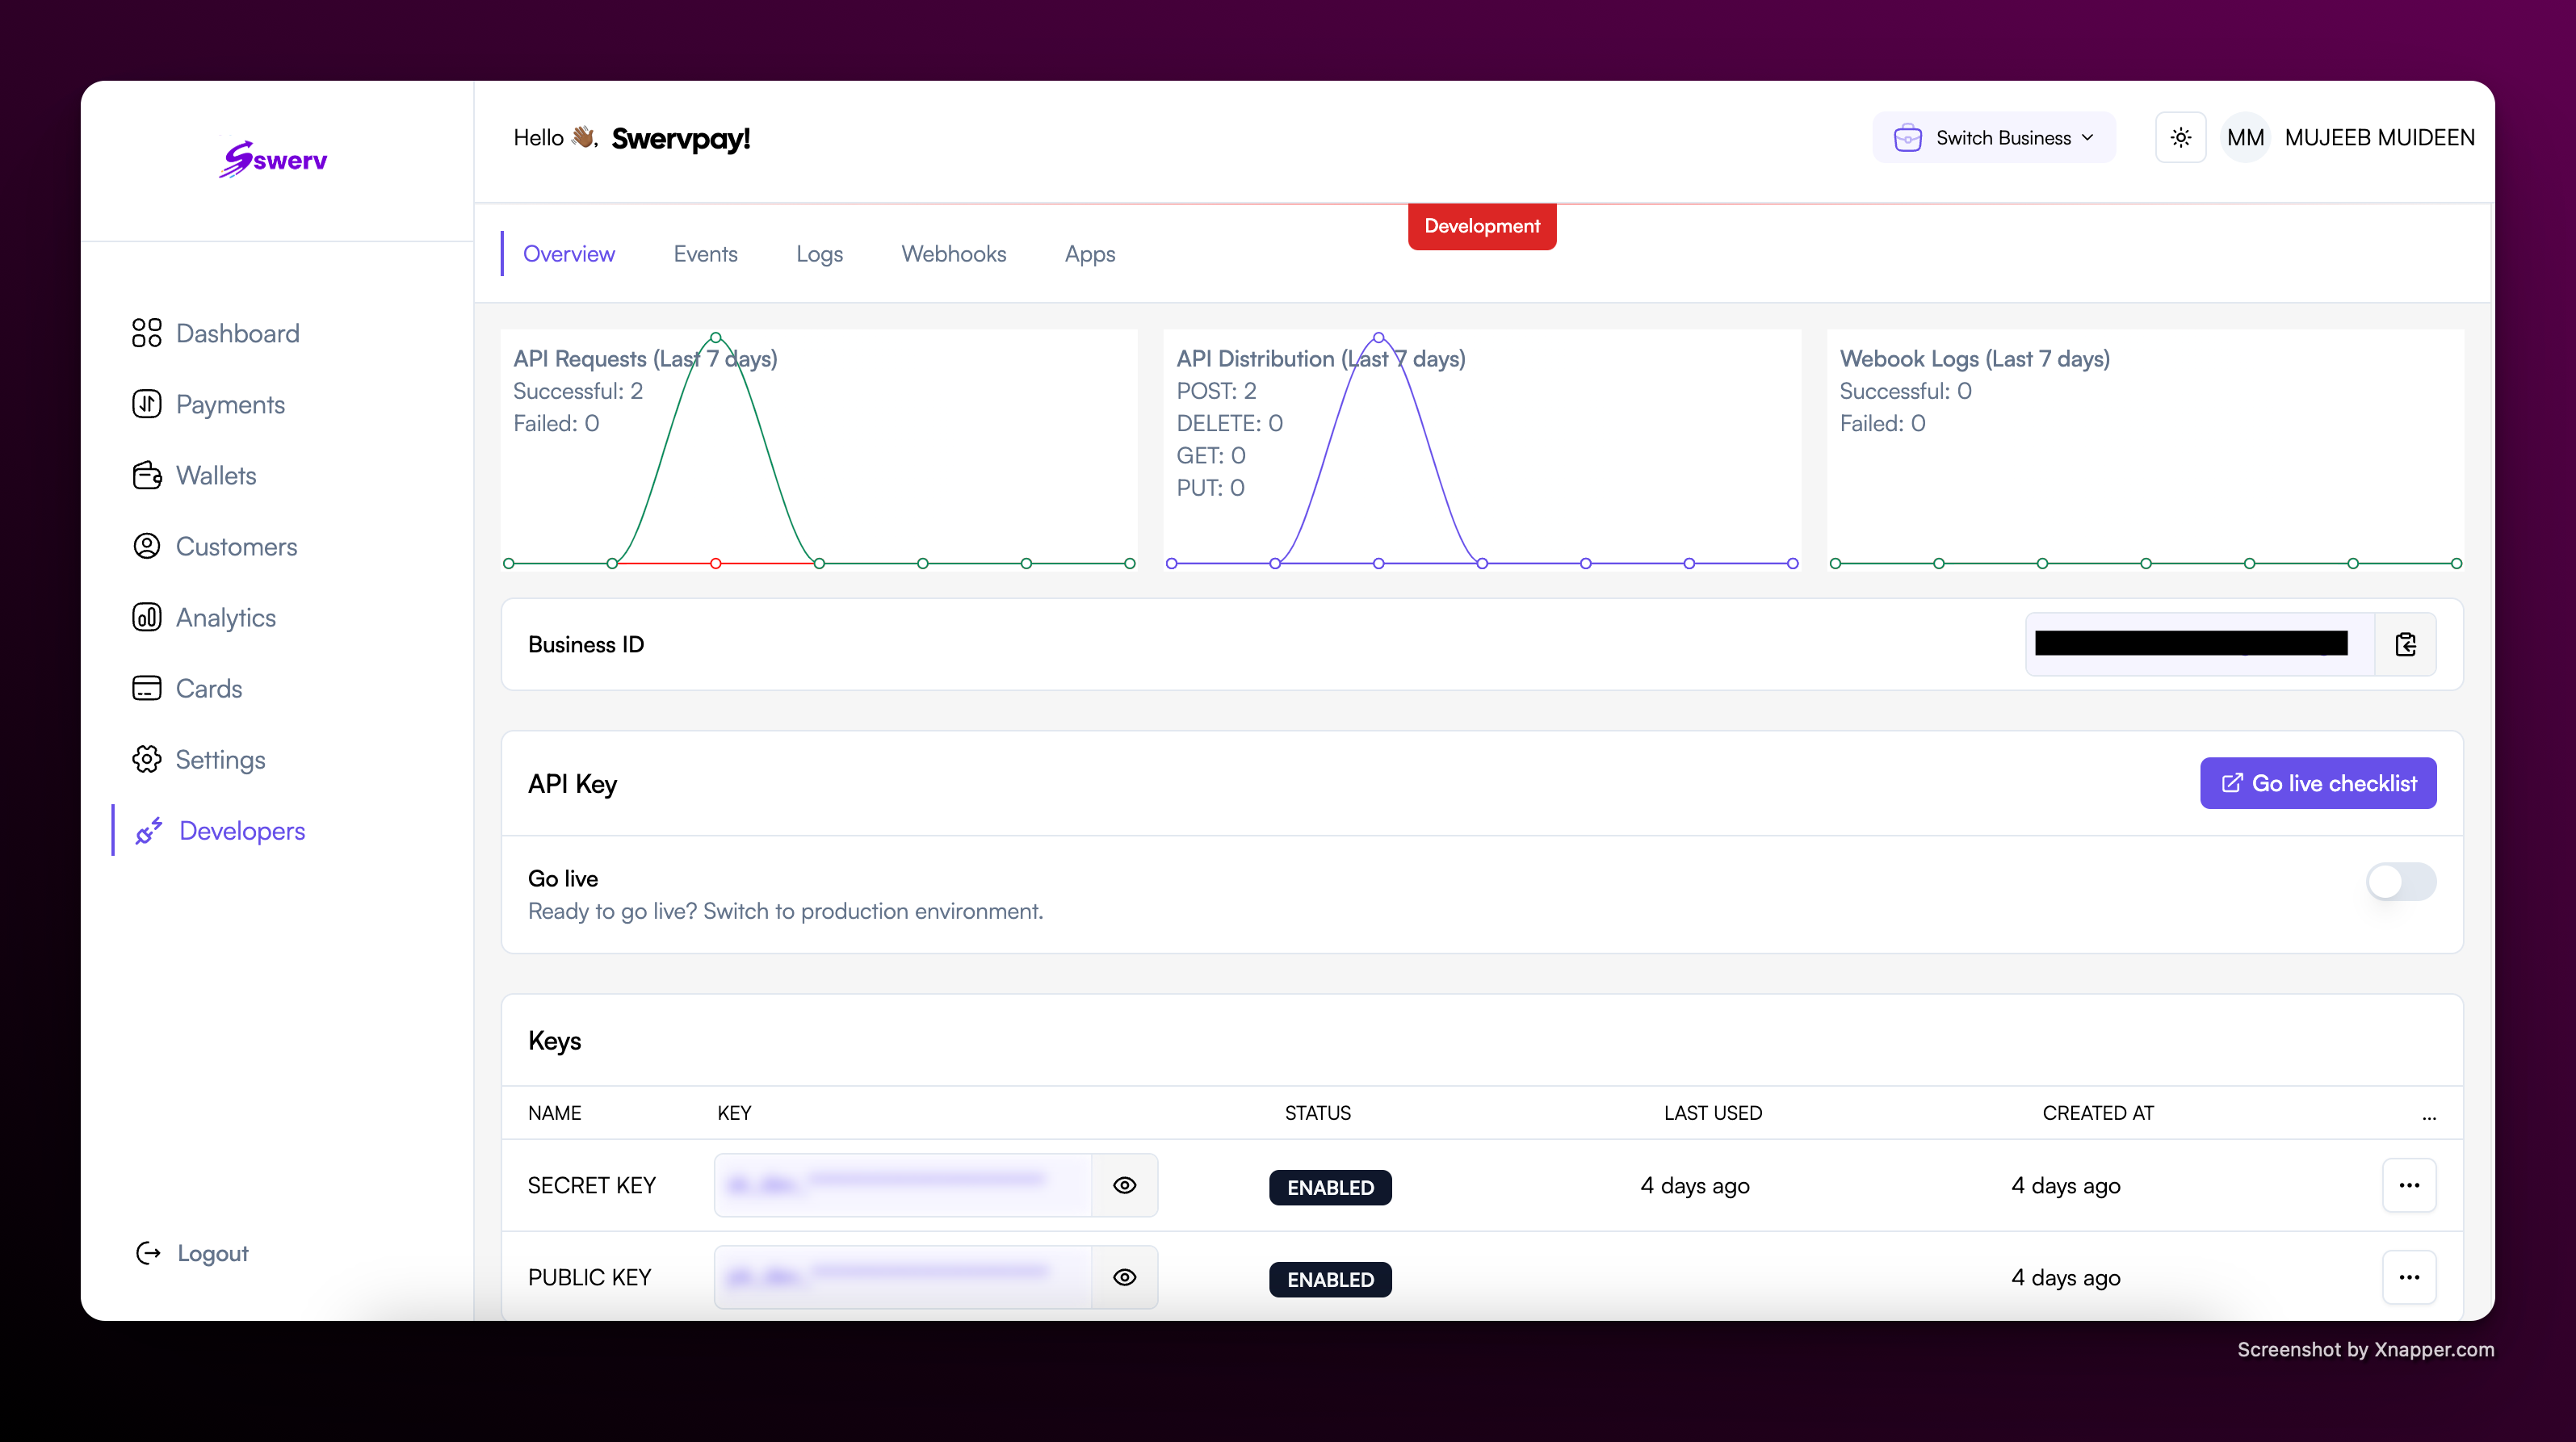 swerv
Hello 👋🏾, Swervpay!
Switch Business
MM MUJEEB MUIDEEN
Development
Overview Events Logs Webhooks Apps
Dashboard
Payments
Wallets
Customers
Analytics
Cards
Settings
Developers
Logout
API Requests (Last 7 days)
Successful: 2
Failed: 0
API Distribution (Last 7 days)
POST: 2
DELETE: 0
GET: 0
PUT: 0
Webook Logs (Last 7 days)
Successful: 0
Failed: 0
Business ID
API Key
Go live checklist
Go live
Ready to go live? Switch to production environment.
Keys
NAME KEY STATUS LAST USED CREATED AT ...
SECRET KEY ENABLED 4 days ago 4 days ago
PUBLIC KEY ENABLED 4 days ago
Screenshot by Xnapper.com